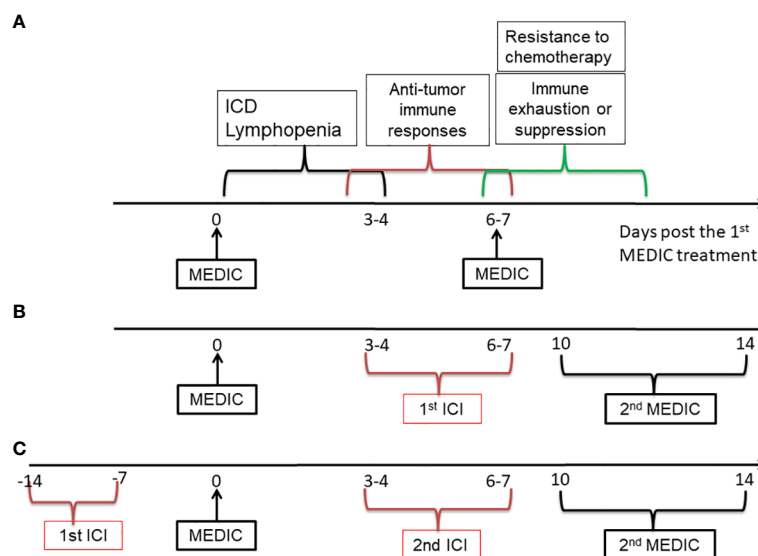 A
Resistance to
chemotherapy
ICD
Lymphopenia
Anti-tumor
immune
responses
Immune
exhaustion or
suppression
0
3-4
6-7
Days post the 1st
MEDIC treatment
MEDIC
MEDIC
B
0
3-4
6-7
10
14
MEDIC
1st ICI
2nd MEDIC
C
-14
-7
0
3-4
6-7
10
14
1st ICI
MEDIC
2nd ICI
2nd MEDIC